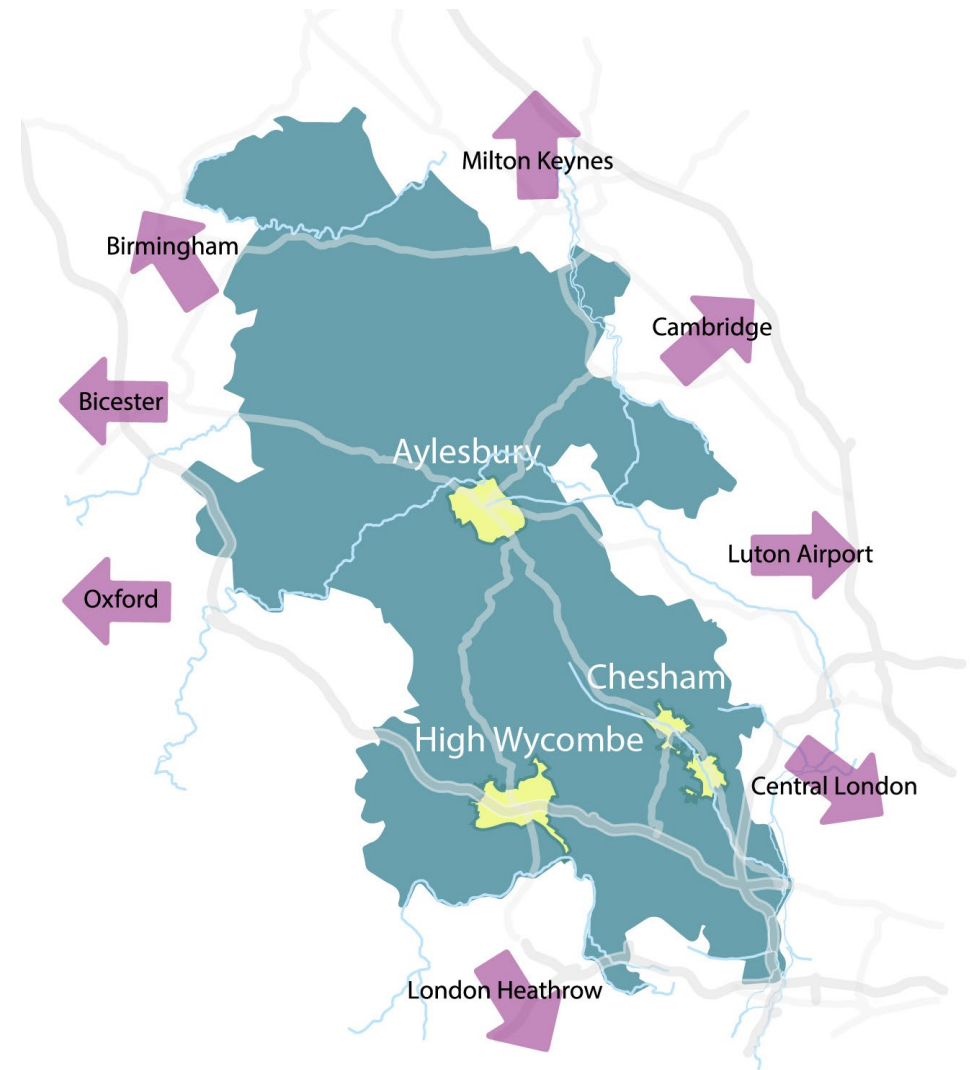 Milton Keynes
Birmingham
Cambridge
Bicester
Aylesbury
Luton Airport
Oxford
Chesham
High Wycombe
Central London
London Heathrow